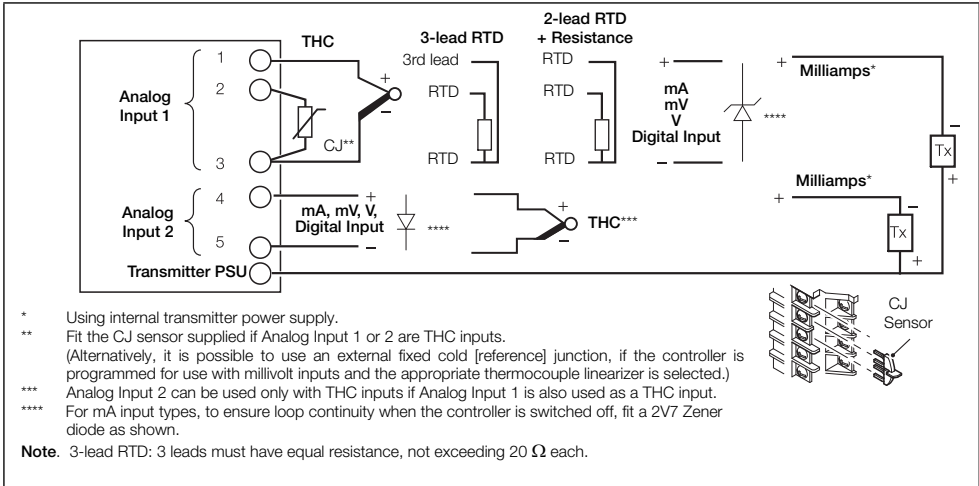 THC
3-lead RTD
2-lead RTD
+ Resistance
Analog
Input 1
1
2
3
CJ**
+
–
3rd lead
RTD
RTD
RTD
RTD
RTD
+
mA
mV
V
Digital Input
–
****
+
Milliamps*
–
Tx
+
Analog
Input 2
4
5
+
mA, mV, V,
Digital Input
–
****
+
–
THC***
Milliamps*
+
–
Tx
+
Transmitter PSU
CJ
Sensor
* Using internal transmitter power supply.
** Fit the CJ sensor supplied if Analog Input 1 or 2 are THC inputs.
(Alternatively, it is possible to use an external fixed cold [reference] junction, if the controller is
programmed for use with millivolt inputs and the appropriate thermocouple linearizer is selected.)
*** Analog Input 2 can be used only with THC inputs if Analog Input 1 is also used as a THC input.
**** For mA input types, to ensure loop continuity when the controller is switched off, fit a 2V7 Zener
diode as shown.
Note. 3-lead RTD: 3 leads must have equal resistance, not exceeding 20 Ω each.